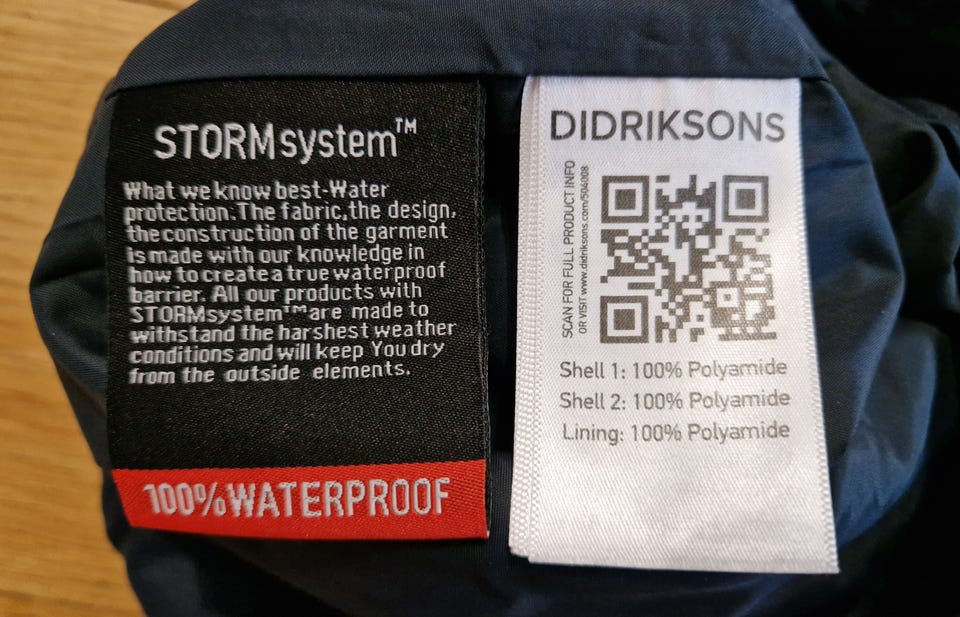 STORMsystem™
What we know best-Water
protection.The fabric,the design,
the construction of the garment
is made with our knowledge in
how to create a true waterproof
barrier. All our products with
STORMsystem™are made to
withstand the harshest weather
conditions and will keep You dry
from the outside elements.
100%WATERPROOF
DIDRIKSONS
SCAN FOR FULL PRODUCT INFO
OR VISIT www.didriksons.com/504008
Shell 1: 100% Polyamide
Shell 2: 100% Polyamide
Lining: 100% Polyamide